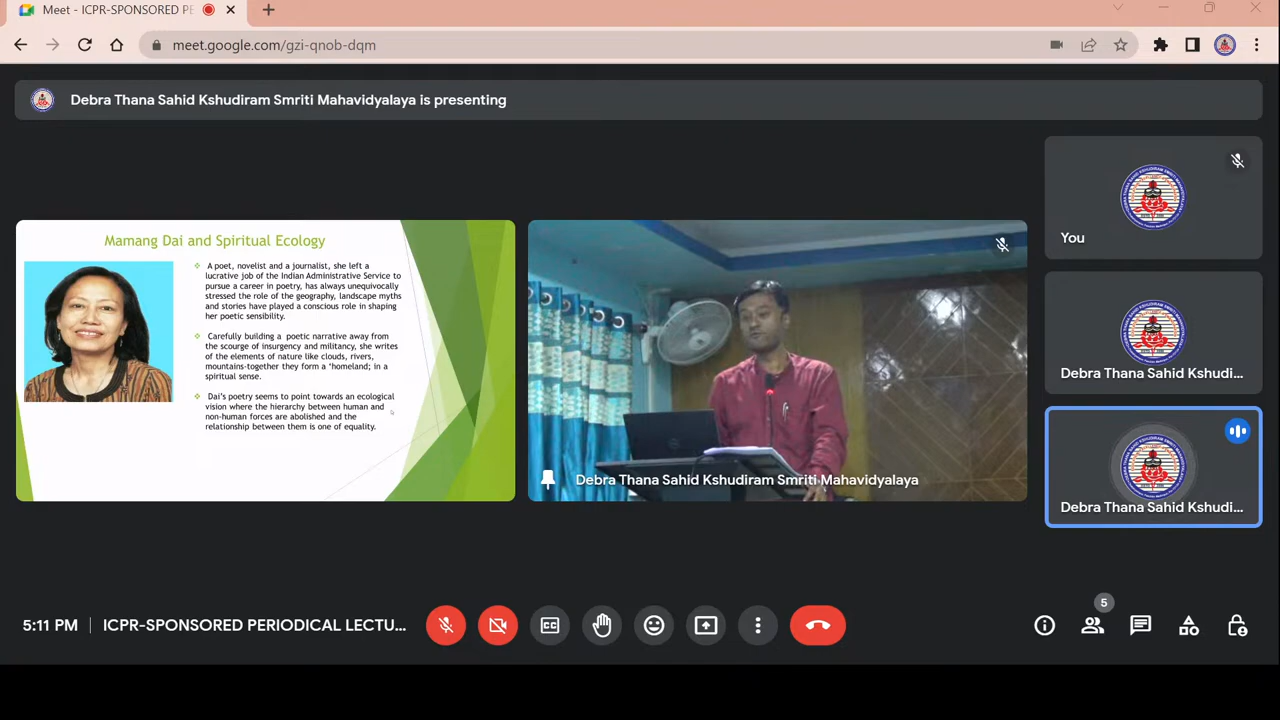 Meet - ICPR-SPONSORED PE
meet.google.com/gzi-qnob-dqm
Debra Thana Sahid Kshudiram Smriti Mahavidyalaya is presenting
You
Mamang Dai and Spiritual Ecology
A poet, novelist and a journalist, she left a
lucrative job of the Indian Administrative Service to
pursue a career in poetry, has always unequivocally
stressed the role of the geography, landscape myths
and stories have played a conscious role in shaping
her poetic sensibility.
Carefully building a poetic narrative away from
the scourge of insurgency and militancy, she writes
of the elements of nature like clouds, rivers,
mountains-together they form a ‘homeland; in a
spiritual sense.
Dai’s poetry seems to point towards an ecological
vision where the hierarchy between human and
non-human forces are abolished and the
relationship between them is one of equality.
Debra Thana Sahid Kshudiram Smriti Mahavidyalaya
Debra Thana Sahid Kshudi...
Debra Thana Sahid Kshudi...
5:11 PM | ICPR-SPONSORED PERIODICAL LECTU...
5